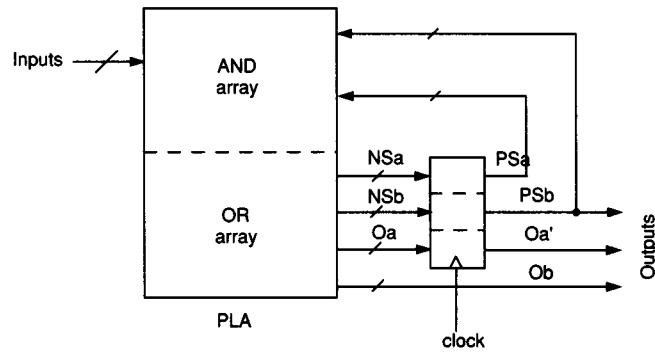 Inputs
AND
array
NSa
PSa
NSb
PSb
OR
array
Oa
Oa'
Ob
Outputs
PLA
clock